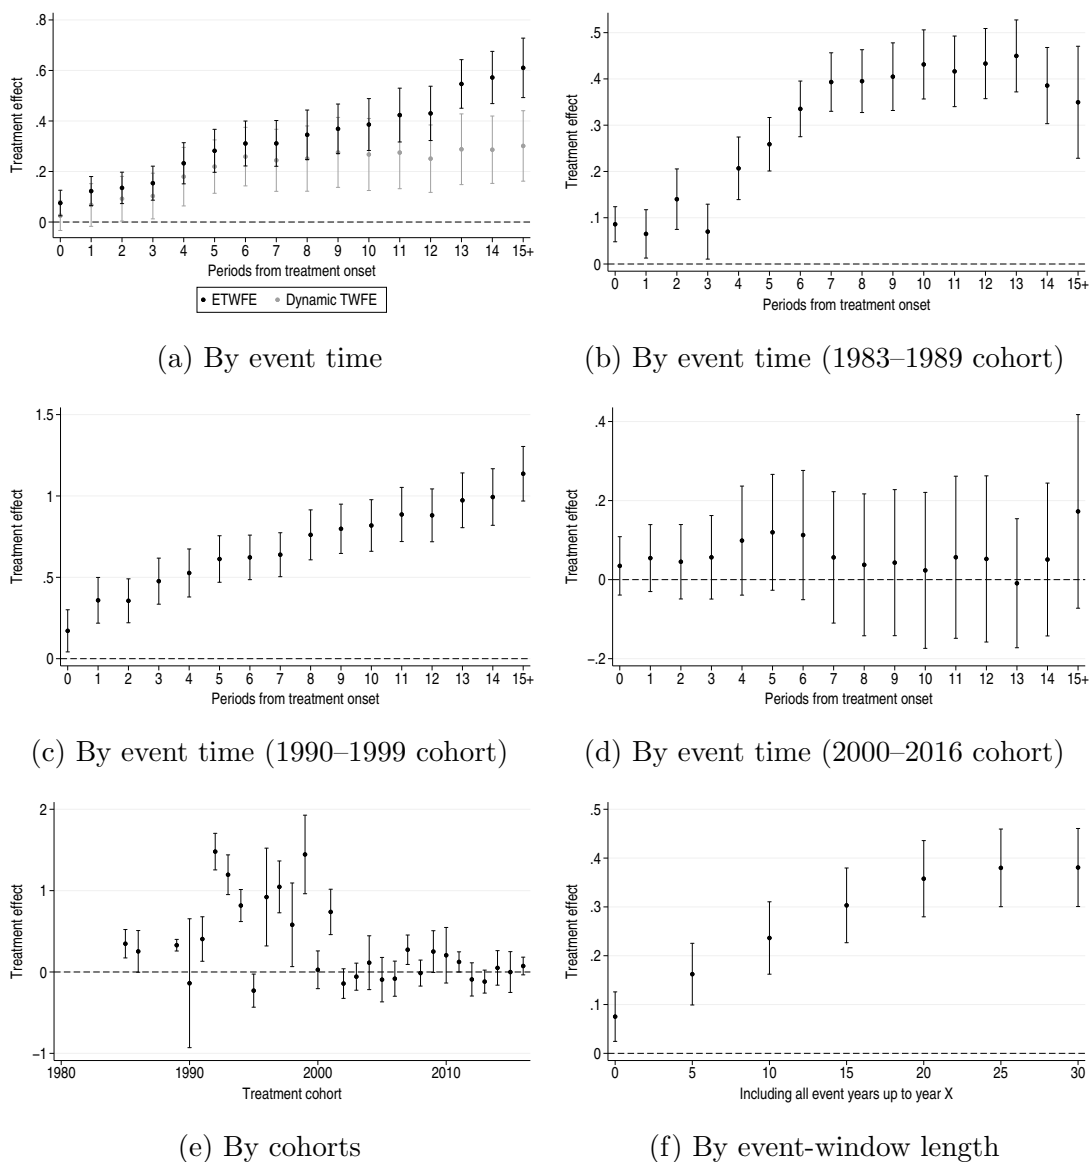 .8
.6
.4
.2
0
Treatment effect
0 1 2 3 4 5 6 7 8 9 10 11 12 13 14 15+
Periods from treatment onset
ETWFE Dynamic TWFE
(a) By event time
.5
.4
.3
.2
.1
0
Treatment effect
0 1 2 3 4 5 6 7 8 9 10 11 12 13 14 15+
Periods from treatment onset
(b) By event time (1983–1989 cohort)
1.5
1
.5
0
Treatment effect
0 1 2 3 4 5 6 7 8 9 10 11 12 13 14 15+
Periods from treatment onset
(c) By event time (1990–1999 cohort)
.4
.2
0
−.2
Treatment effect
0 1 2 3 4 5 6 7 8 9 10 11 12 13 14 15+
Periods from treatment onset
(d) By event time (2000–2016 cohort)
2
1
0
−1
Treatment effect
1980 1990 2000 2010
Treatment cohort
(e) By cohorts
.5
.4
.3
.2
.1
0
Treatment effect
0 5 10 15 20 25 30
Including all event years up to year X
(f) By event-window length